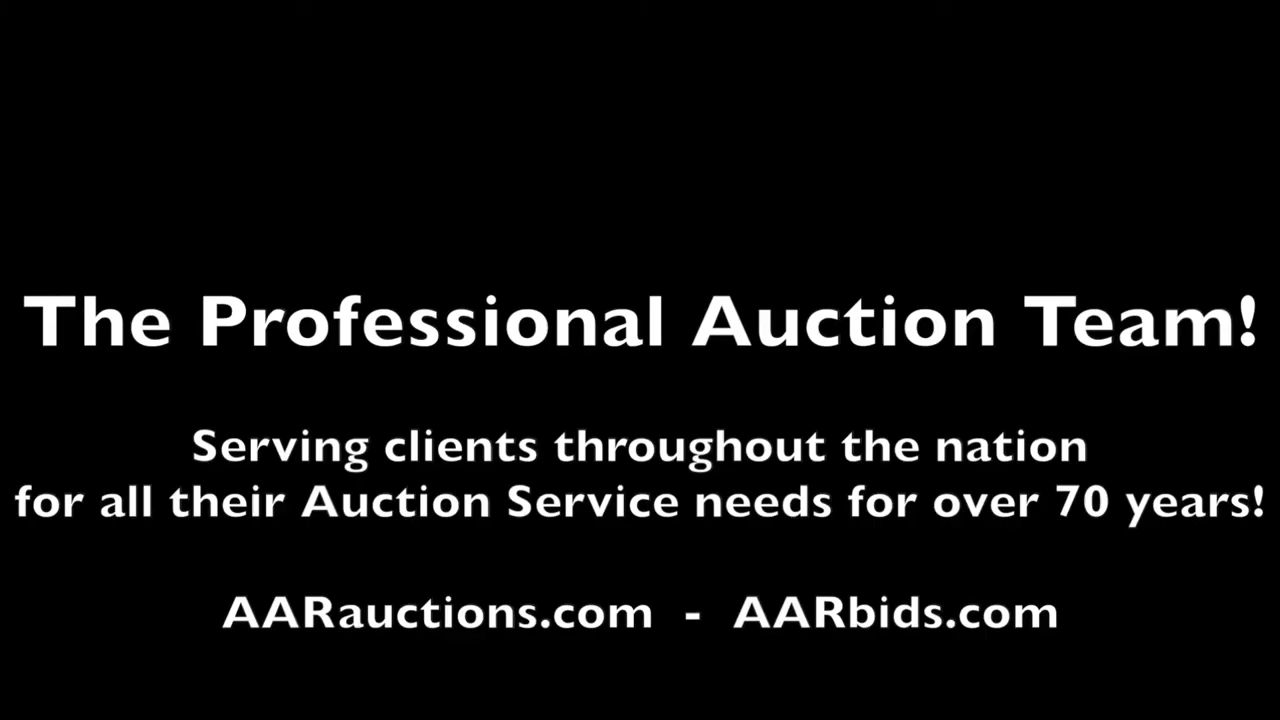 The Professional Auction Team!
Serving clients throughout the nation
for all their Auction Service needs for over 70 years!
AARauctions.com - AARbids.com